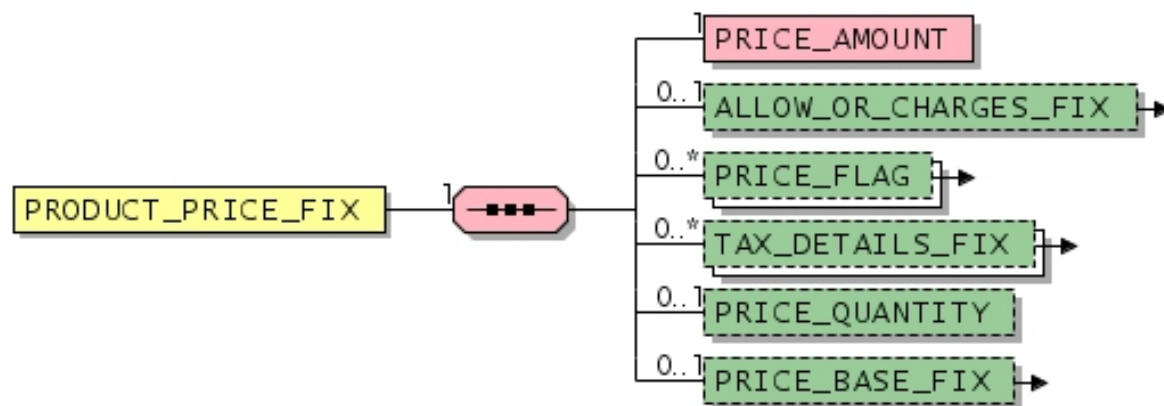 1
PRICE_AMOUNT
0..1
ALLOW_OR_CHARGES_FIX
0..*
PRICE_FLAG
PRODUCT_PRICE_FIX
1
0..*
TAX_DETAILS_FIX
0..1
PRICE_QUANTITY
0..1
PRICE_BASE_FIX